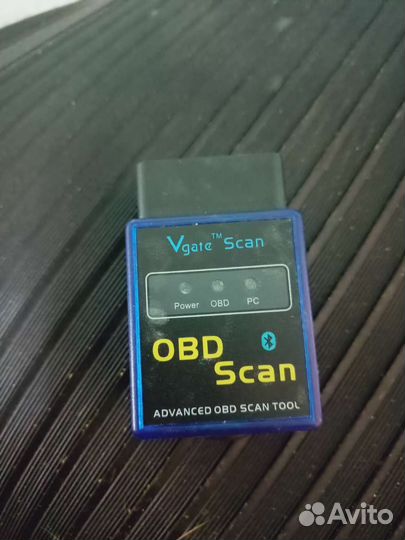 Vgate™ Scan
Power OBD PC
OBD
Scan
ADVANCED OBD SCAN TOOL
Avito